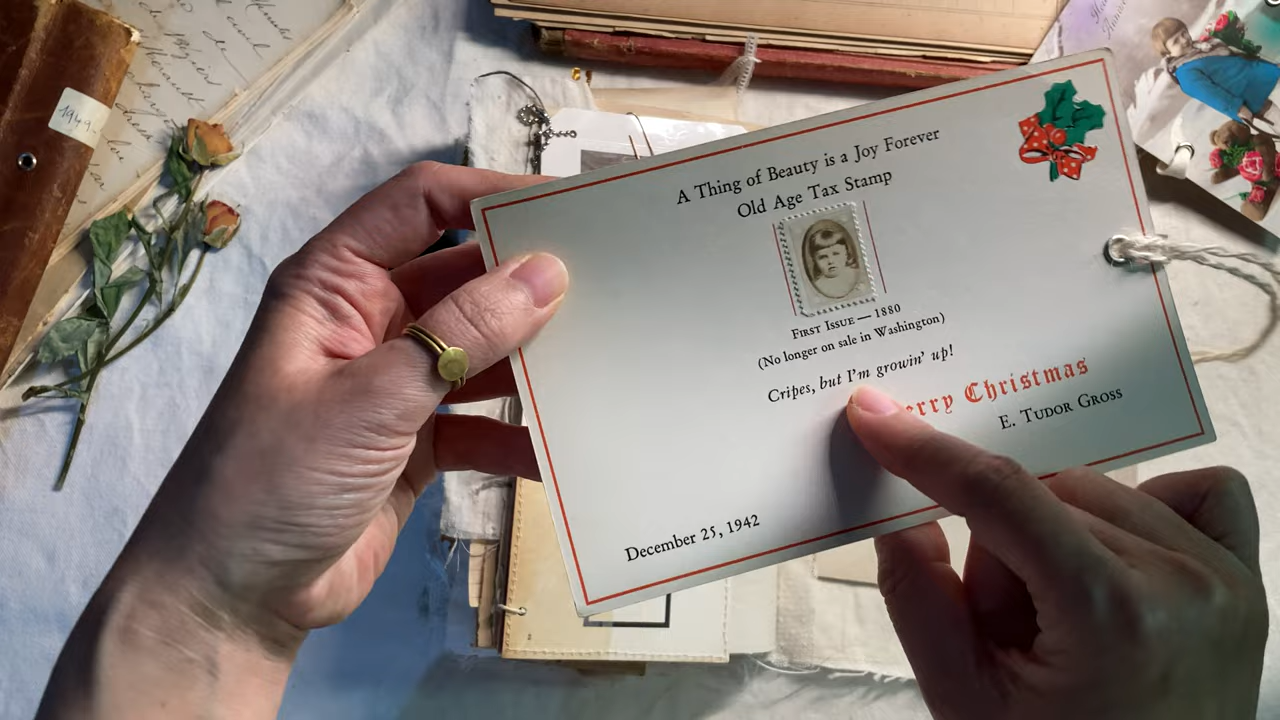 A Thing of Beauty is a Joy Forever
Old Age Tax Stamp
First Issue — 1880
(No longer on sale in Washington)
Cripes, but I'm growin' up!
erry Christmas
E. Tudor Gross
December 25, 1942
1949.